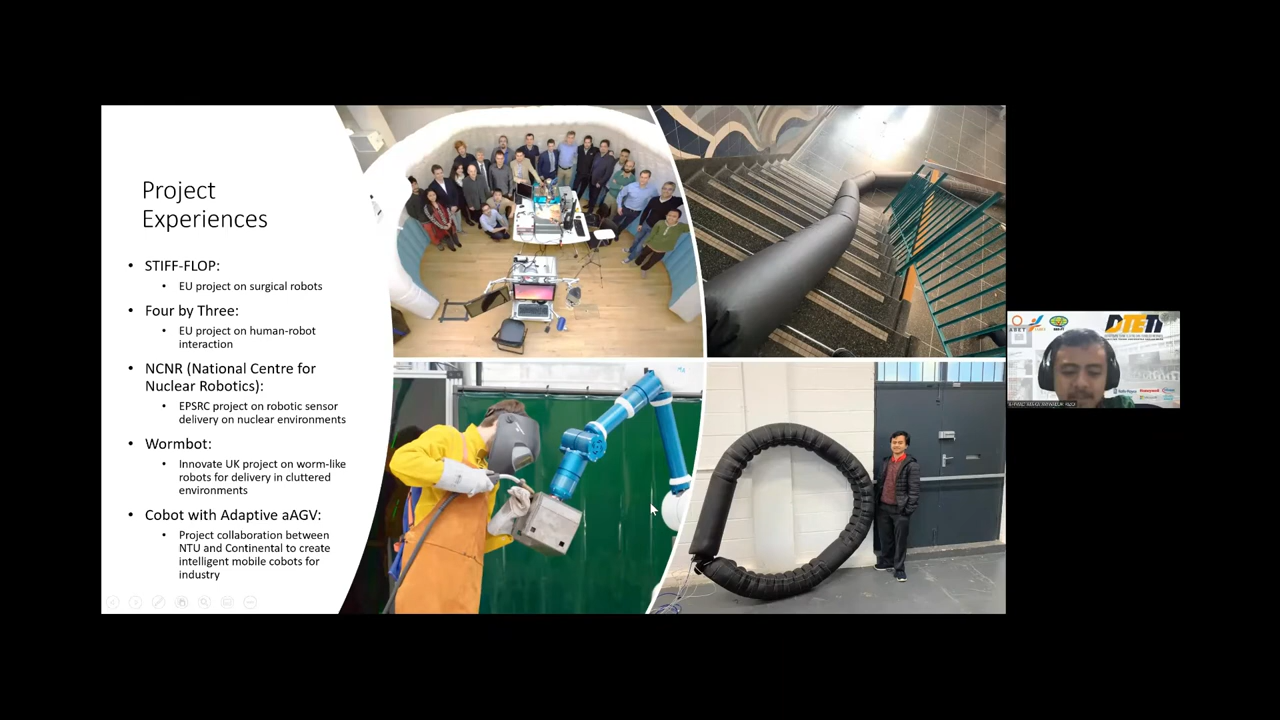 Project
Experiences
• STIFF-FLOP:
• EU project on surgical robots
• Four by Three:
• EU project on human-robot
interaction
• NCNR (National Centre for
Nuclear Robotics):
• EPSRC project on robotic sensor
delivery on nuclear environments
• Wormbot:
• Innovate UK project on worm-like
robots for delivery in cluttered
environments
• Cobot with Adaptive aAGV:
• Project collaboration between
NTU and Continental to create
intelligent mobile cobots for
industry
ABET
DTETI
Honeywell